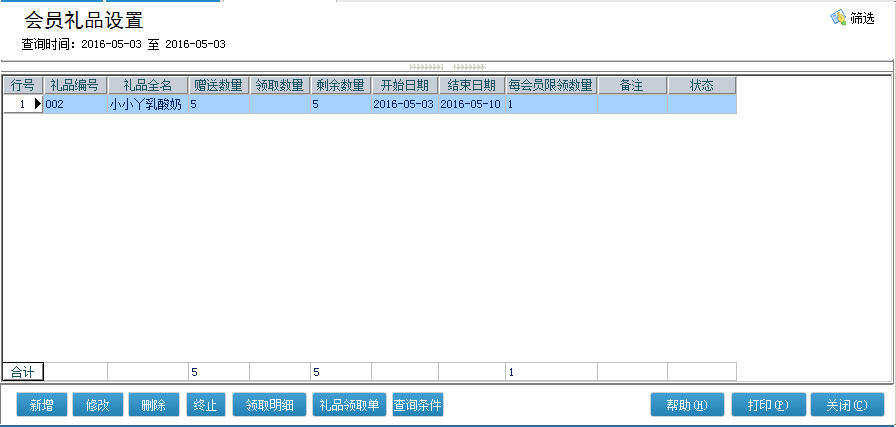 会员礼品设置
筛选
查询时间：2016-05-03 至 2016-05-03
行号 礼品编号 礼品全名 赠送数量 领取数量 剩余数量 开始日期 结束日期 每会员限领数量 备注 状态
1 002 小小丫乳酸奶 5 5 2016-05-03 2016-05-10 1
合计 5 5 1
新增 修改 删除 终止 领取明细 礼品领取单 查询条件 帮助(H) 打印(P) 关闭(C)